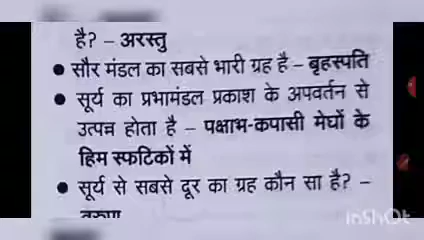 है? – अरस्तु
● सौर मंडल का सबसे भारी ग्रह है – बृहस्पति
● सूर्य का प्रभामंडल प्रकाश के अपवर्तन से
उत्पन्न होता है – पक्षाभ-कपासी मेघों के
हिम स्फटिकों में
● सूर्य से सबसे दूर का ग्रह कौन सा है? –
वरुण
InShOt